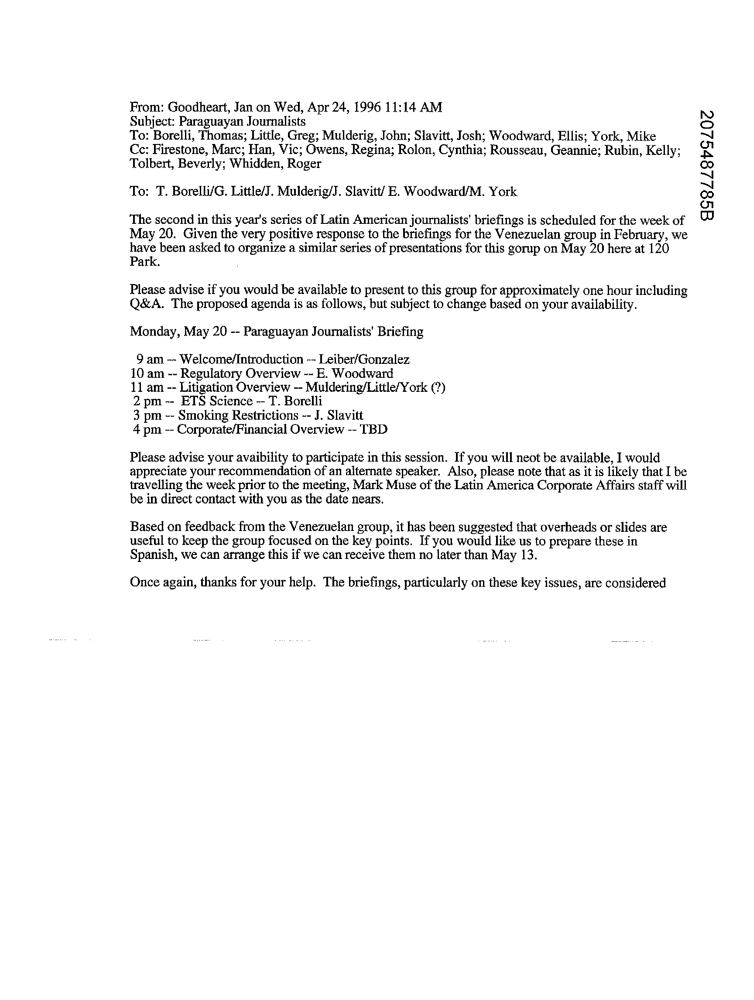 From: Goodheart, Jan on Wed, Apr 24, 1996 11:14 AM
Subject: Paraguayan Journalists
To: Borelli, Thomas; Little, Greg; Mulderig, John; Slavitt, Josh; Woodward, Ellis; York, Mike
Cc: Firestone, Marc; Han, Vic; Owens, Regina; Rolon, Cynthia; Rousseau, Geannie; Rubin, Kelly;
Tolbert, Beverly; Whidden, Roger
To: T. Borelli/G. Little/J. Mulderig/J. Slavitt/ E. Woodward/M. York
The second in this year's series of Latin American journalists' briefings is scheduled for the week of
May 20. Given the very positive response to the briefings for the Venezuelan group in February, we
have been asked to organize a similar series of presentations for this gorup on May 20 here at 120
Park.
Please advise if you would be available to present to this group for approximately one hour including
Q&A. The proposed agenda is as follows, but subject to change based on your availability.
Monday, May 20 -- Paraguayan Journalists' Briefing
9 am -- Welcome/Introduction -- Leiber/Gonzalez
10 am -- Regulatory Overview -- E. Woodward
11 am -- Litigation Overview -- Muldering/Little/York (?)
2 pm -- ETS Science -- T. Borelli
3 pm -- Smoking Restrictions -- J. Slavitt
4 pm -- Corporate/Financial Overview -- TBD
Please advise your avaibility to participate in this session. If you will neot be available, I would
appreciate your recommendation of an alternate speaker. Also, please note that as it is likely that I be
travelling the week prior to the meeting, Mark Muse of the Latin America Corporate Affairs staff will
be in direct contact with you as the date nears.
Based on feedback from the Venezuelan group, it has been suggested that overheads or slides are
useful to keep the group focused on the key points. If you would like us to prepare these in
Spanish, we can arrange this if we can receive them no later than May 13.
Once again, thanks for your help. The briefings, particularly on these key issues, are considered
2075487785B